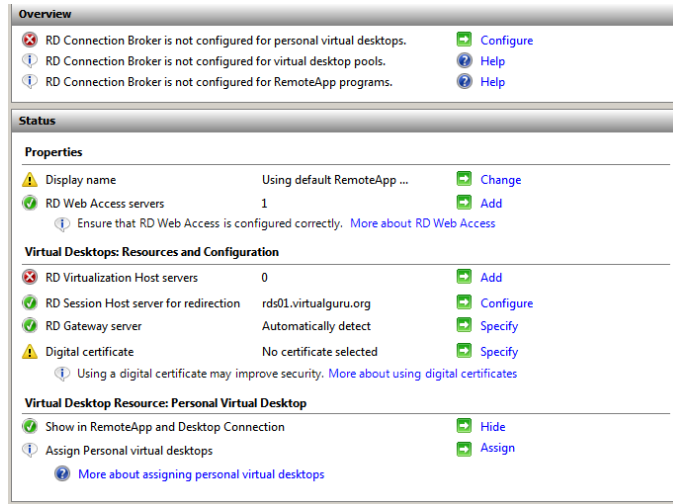 Overview
RD Connection Broker is not configured for personal virtual desktops. Configure
RD Connection Broker is not configured for virtual desktop pools. Help
RD Connection Broker is not configured for RemoteApp programs. Help
Status
Properties
Display name Using default RemoteApp ... Change
RD Web Access servers 1 Add
Ensure that RD Web Access is configured correctly. More about RD Web Access
Virtual Desktops: Resources and Configuration
RD Virtualization Host servers 0 Add
RD Session Host server for redirection rds01.virtualguru.org Configure
RD Gateway server Automatically detect Specify
Digital certificate No certificate selected Specify
Using a digital certificate may improve security. More about using digital certificates
Virtual Desktop Resource: Personal Virtual Desktop
Show in RemoteApp and Desktop Connection Hide
Assign Personal virtual desktops Assign
More about assigning personal virtual desktops